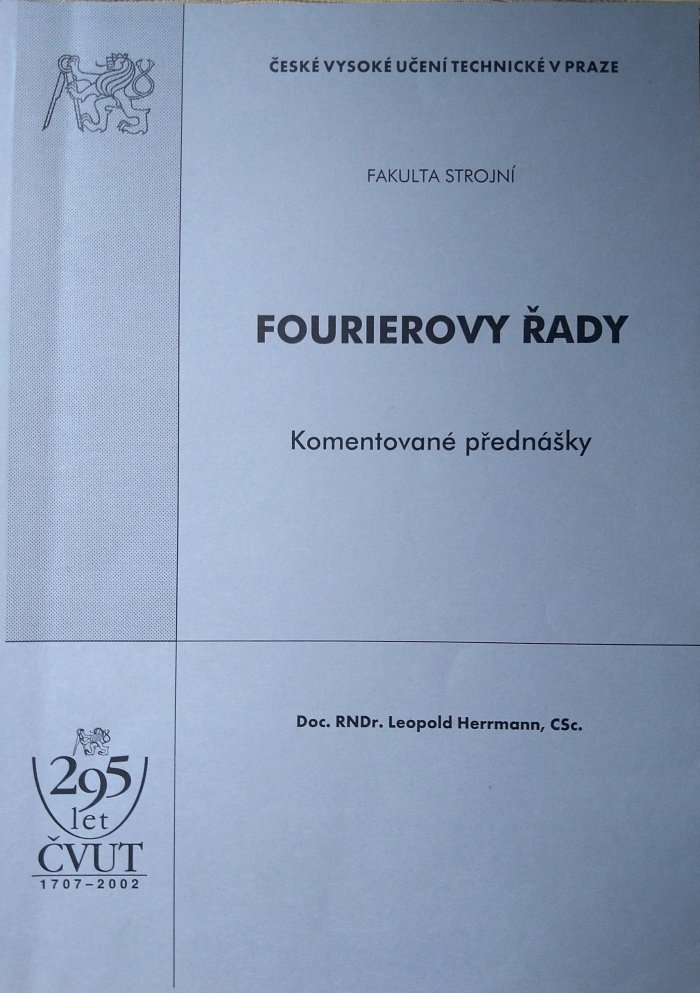 ČESKÉ VYSOKÉ UČENÍ TECHNICKÉ V PRAZE
FAKULTA STROJNÍ
FOURIEROVY ŘADY
Komentované přednášky
Doc. RNDr. Leopold Herrmann, CSc.
295
let
ČVUT
1707–2002